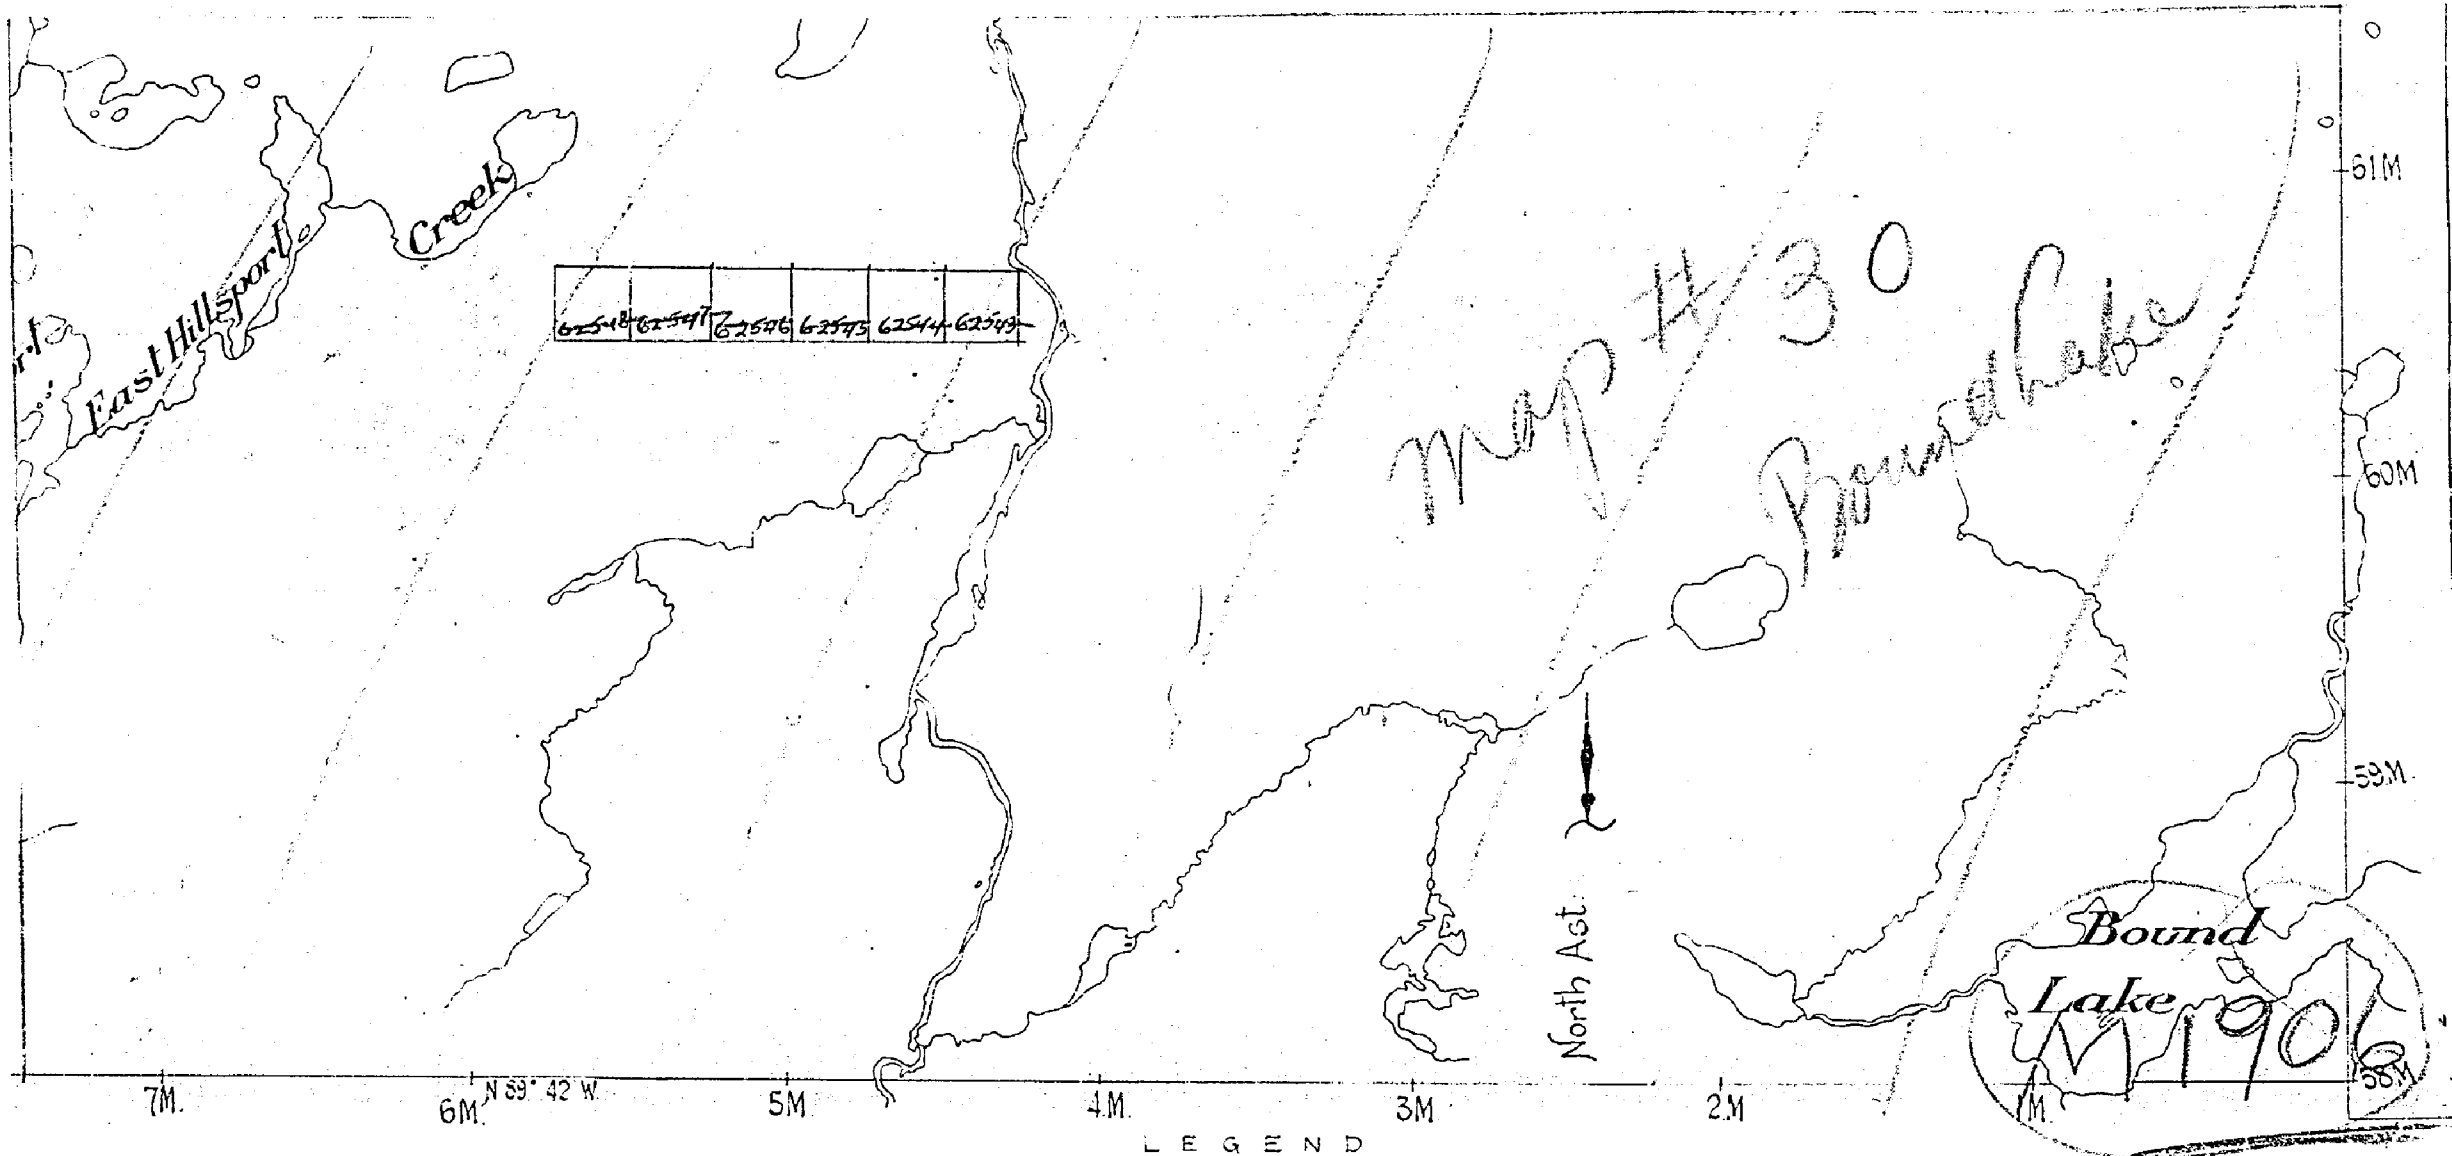 61M
Creek
East Hillsport
62548 62547 62546 62545 62544 62543
Map # 30
Bound Lake
60M
59M
North Ast.
Bound
Lake
M1906
58M
7M. 6M. N 89° 42 W 5M 4M. 3M 2M 1M
LEGEND